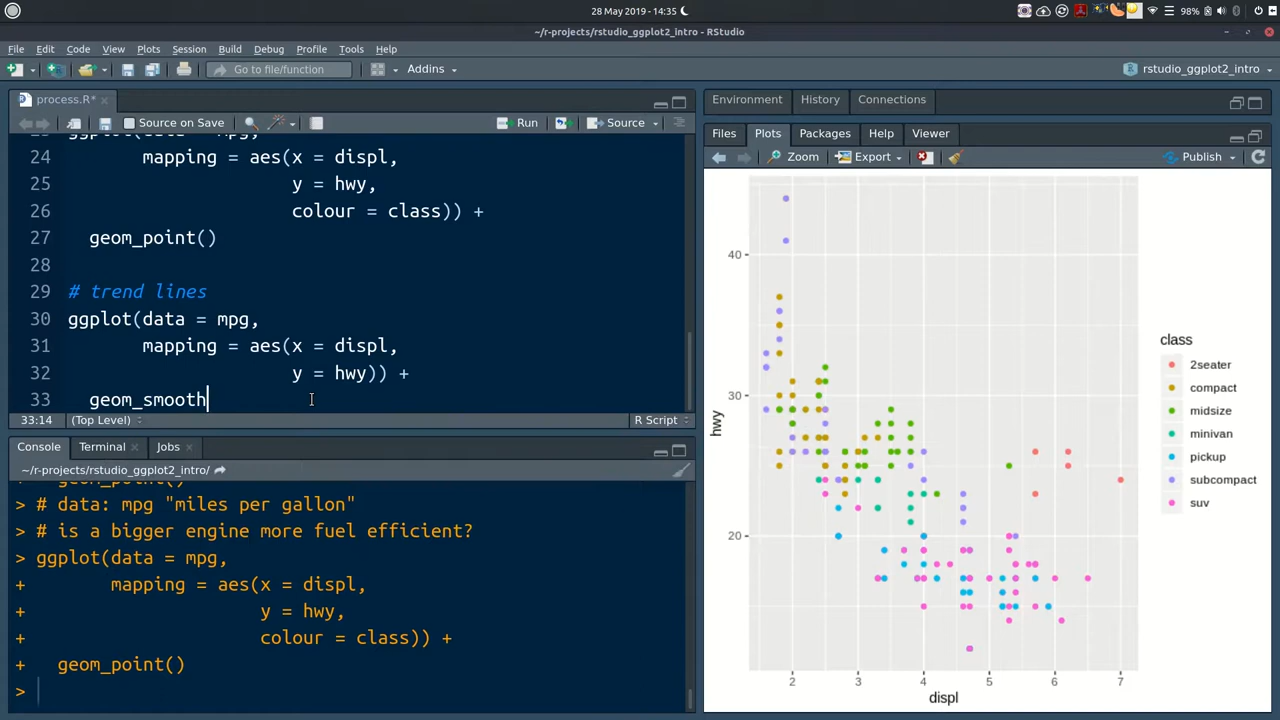 28 May 2019 - 14:35
98%
~/r-projects/rstudio_ggplot2_intro - RStudio
File Edit Code View Plots Session Build Debug Profile Tools Help
Go to file/function Addins rstudio_ggplot2_intro
process.R*
Source on Save Run Source
24 mapping = aes(x = displ,
25 y = hwy,
26 colour = class)) +
27 geom_point()
28
29 # trend lines
30 ggplot(data = mpg,
31 mapping = aes(x = displ,
32 y = hwy)) +
33 geom_smooth
33:14 (Top Level) R Script
Console Terminal Jobs
~/r-projects/rstudio_ggplot2_intro/
+ geom_point()
> # data: mpg "miles per gallon"
> # is a bigger engine more fuel efficient?
> ggplot(data = mpg,
+ mapping = aes(x = displ,
+ y = hwy,
+ colour = class)) +
+ geom_point()
>
Environment History Connections
Files Plots Packages Help Viewer
Zoom Export Publish
40
30
20
hwy
2 3 4 5 6 7
displ
class
2seater
compact
midsize
minivan
pickup
subcompact
suv